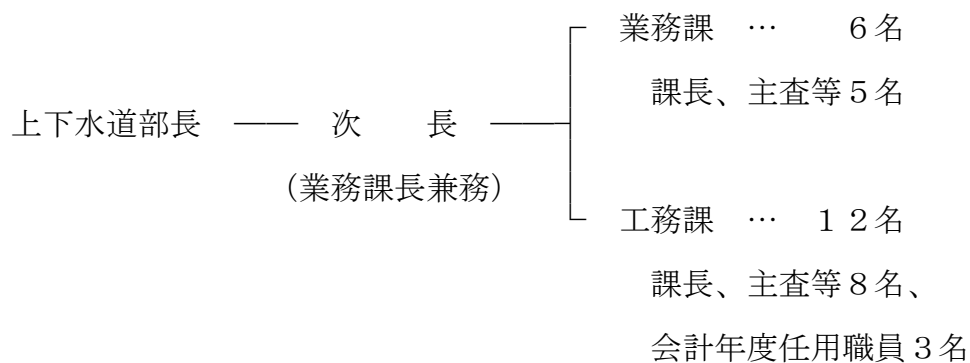 業務課 … 6名
課長、主査等5名
上下水道部長 ―― 次 長
(業務課長兼務)
工務課 … 12名
課長、主査等8名、
会計年度任用職員3名